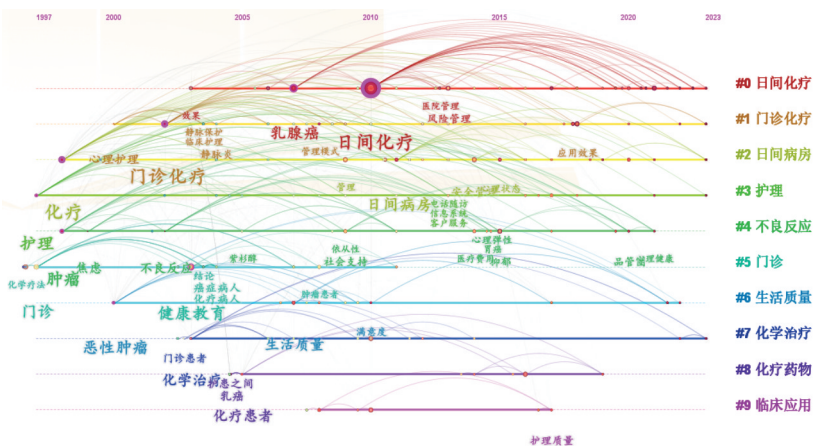 1997 2000 2005 2010 2015 2020 2023
#0 日间化疗
医院管理
风险管理
效果
#1 门诊化疗
静脉保护
临床护理
乳腺癌
日间化疗
静脉炎
管理模式
应用效果
心理护理
#2 日间病房
门诊化疗
管理
#3 护理
日间病房
电话随访
信息系统
客户服务
化疗
#4 不良反应
护理
心理弹性
胃癌
依从性
社会支持
紫杉醇
医疗费用
抑郁
品管圈
#5 门诊
焦虑
不良反应
肿瘤
化学疗法
结论
癌症病人
化疗病人
肿瘤患者
#6 生活质量
门诊
健康教育
满意度
#7 化学治疗
恶性肿瘤
生活质量
门诊患者
#8 化疗药物
化学治疗
患之间
乳癌
#9 临床应用
化疗患者
护理质量